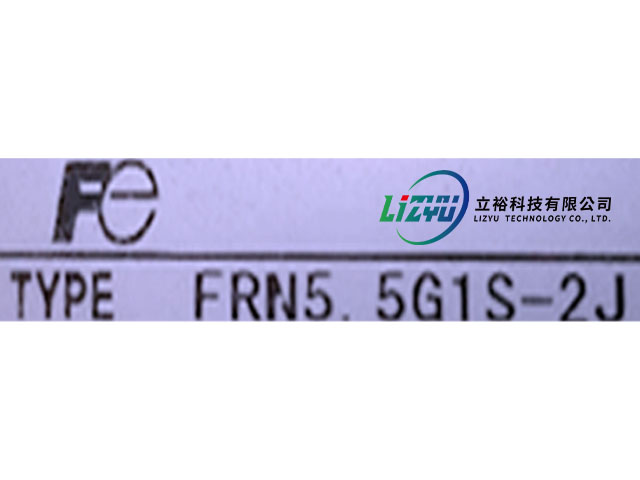 Fe
LIZYU
立裕科技有限公司
LIZYU TECHNOLOGY CO., LTD.
TYPE FRN5.5G1S-2J